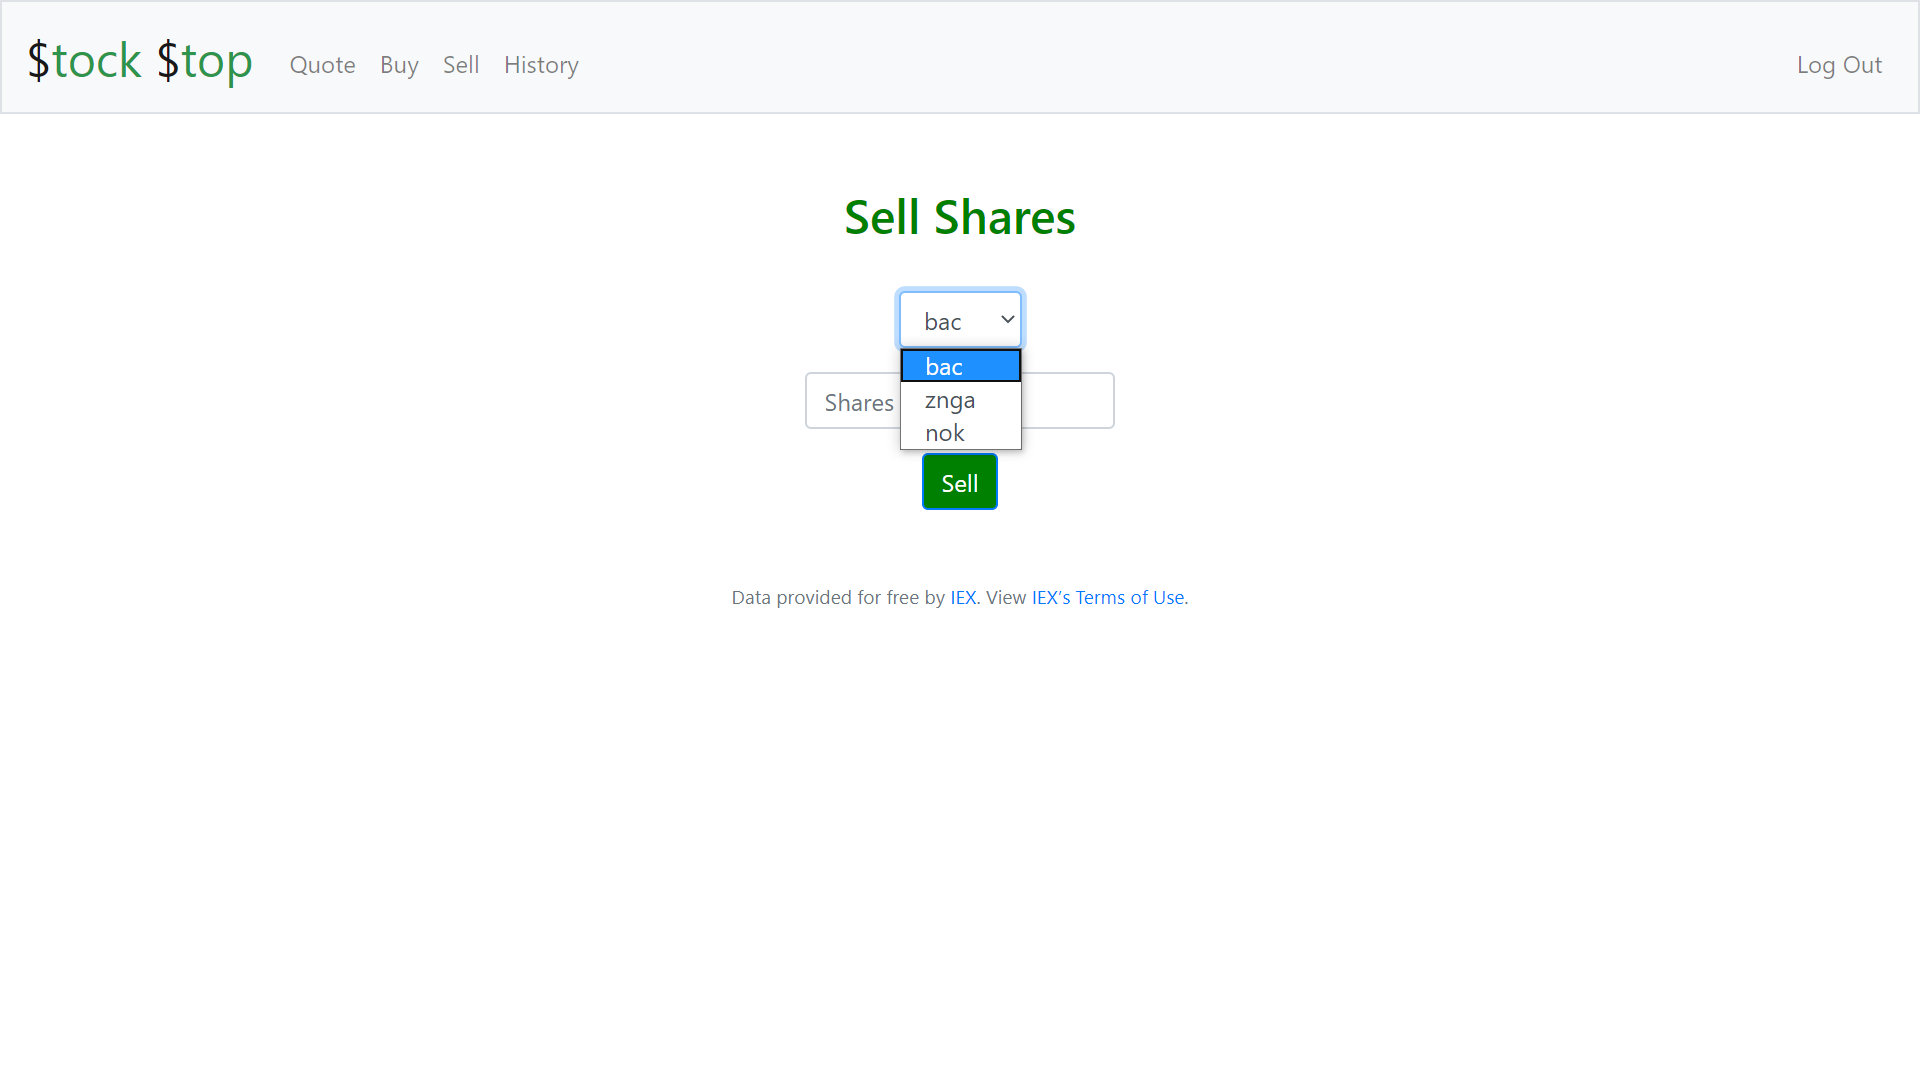 $tock $top Quote Buy Sell History Log Out
Sell Shares
bac
bac
Shares
znga
nok
Sell
Data provided for free by IEX. View IEX’s Terms of Use.